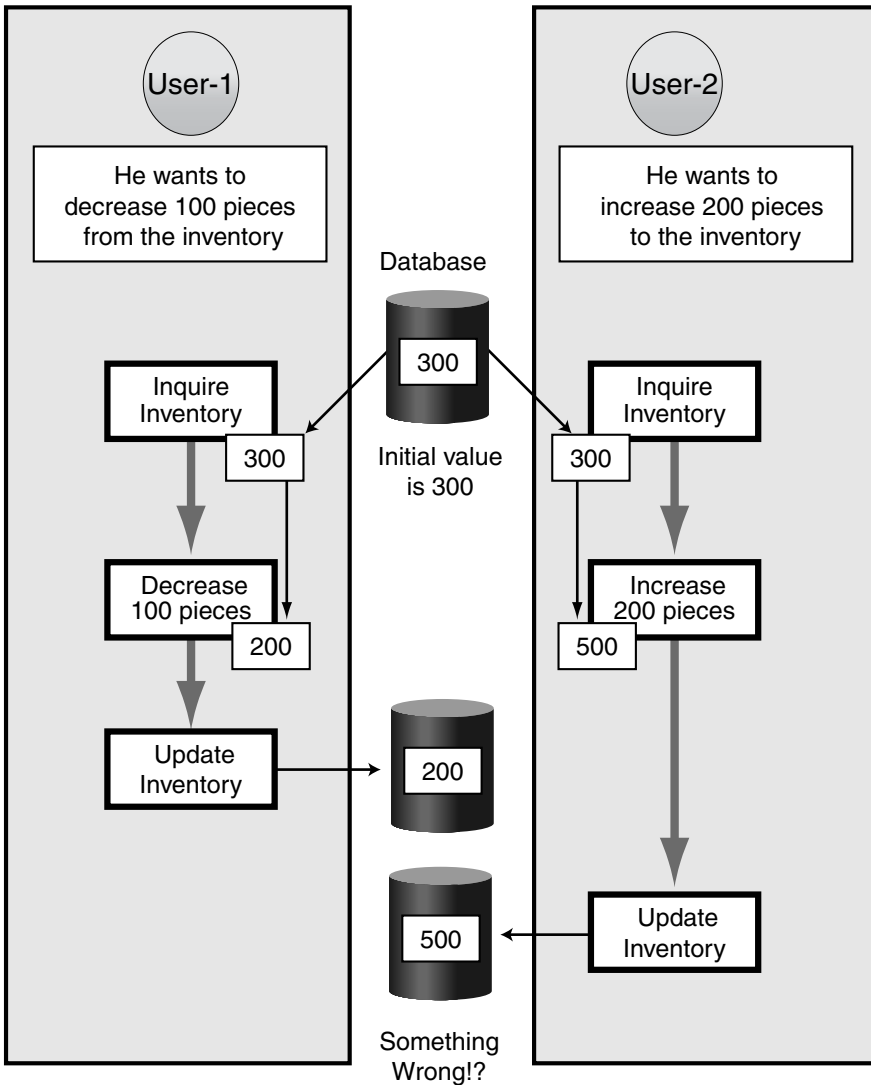 User-1
He wants to
decrease 100 pieces
from the inventory
User-2
He wants to
increase 200 pieces
to the inventory
Database
300
Initial value
is 300
Inquire
Inventory
300
Inquire
Inventory
300
Decrease
100 pieces
200
Increase
200 pieces
500
Update
Inventory
200
500
Update
Inventory
Something
Wrong!?